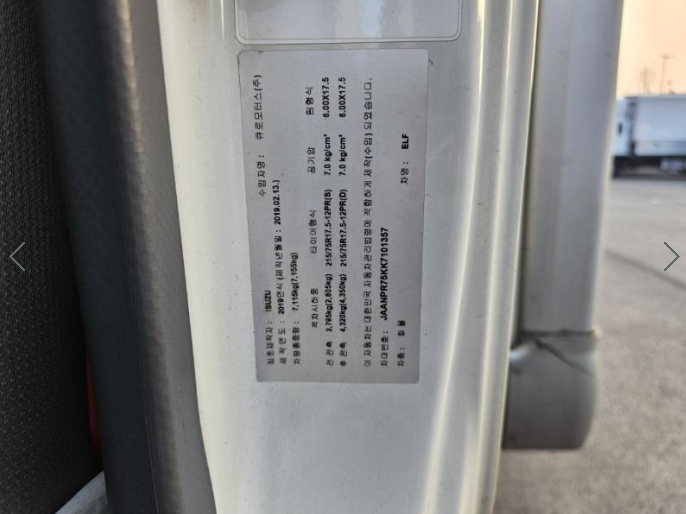 최초제작자 : ISUZU 수입자명 : 큐로모터스(주)
제작연도 : 2019연식 (제작년월일 : 2019.02.13.)
차량총중량 : 7,115kg(7,155kg)
적차시하중 타이어형식 공기압 림형식
전 전축 2,795kg(2,805kg) 215/75R17.5-12PR(S) 7.0 kg/cm² 6.00X17.5
후 전축 4,320kg(4,350kg) 215/75R17.5-12PR(D) 7.0 kg/cm² 6.00X17.5
이 자동차는 대한민국 자동차관리법령에 적합하게 제작(수입) 되었습니다.
차대번호 : JAANPR75KK7101357
차종 : 화물 차명 : ELF